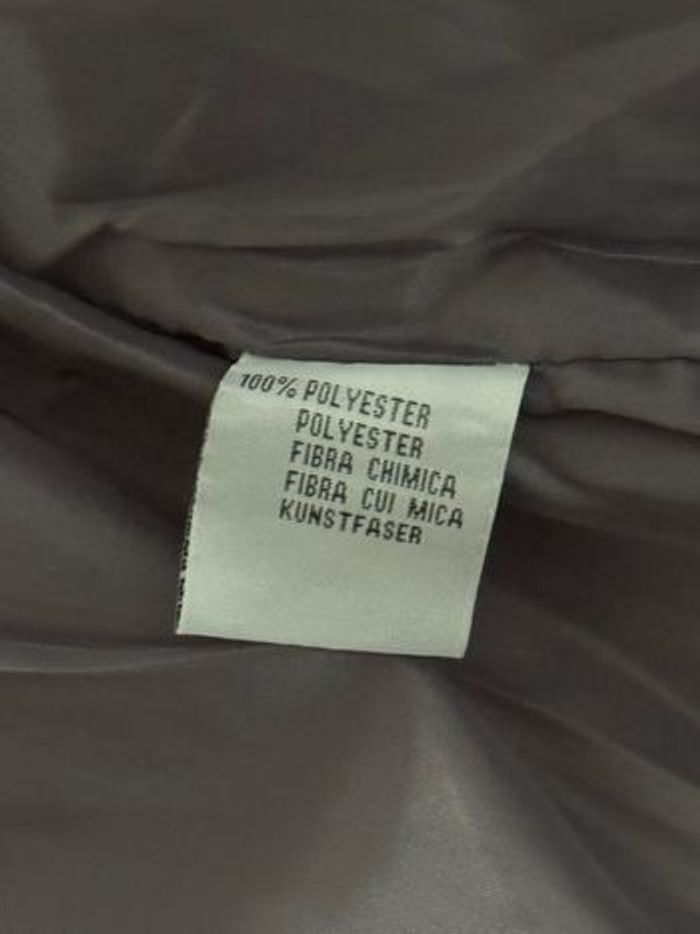 100% POLYESTER
POLYESTER
FIBRA CHIMICA
FIBRA CUI MICA
KUNSTFASER